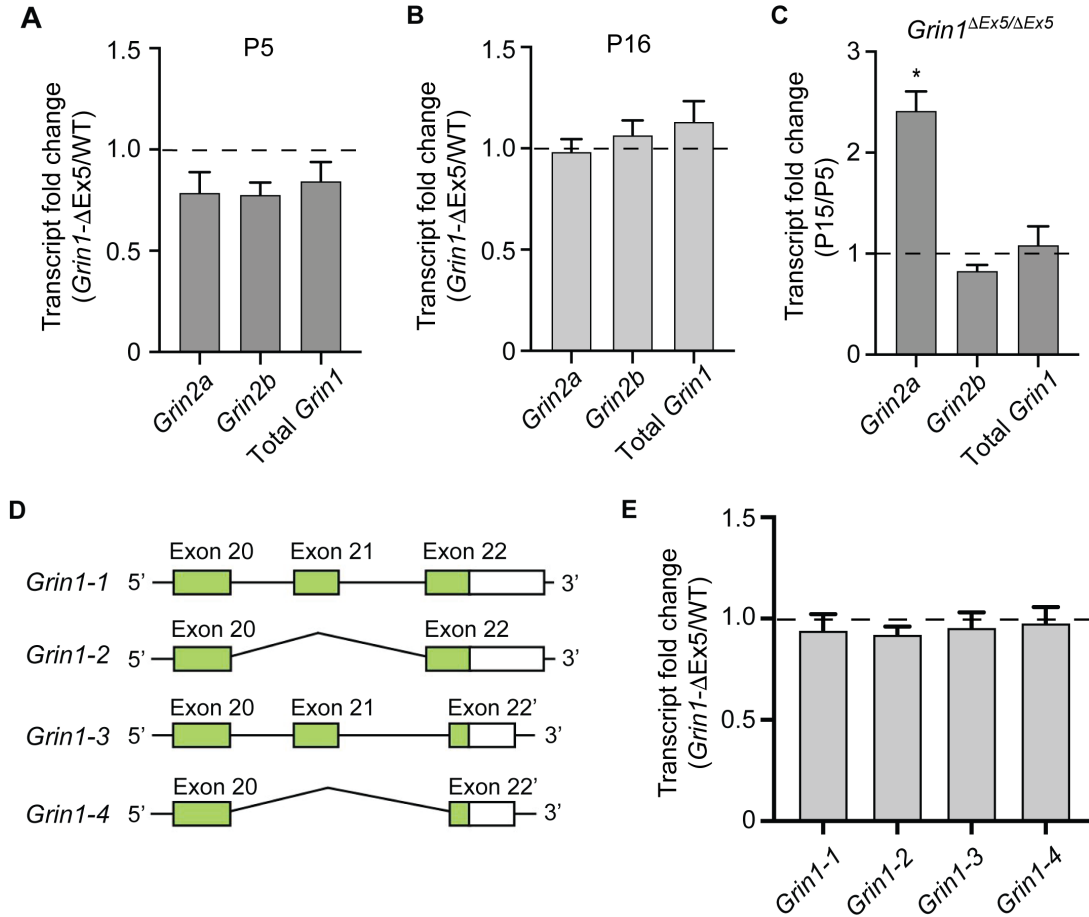 A
P5
Transcript fold change
(Grin1-ΔEx5/WT)
1.5
1.0
0.5
0
Grin2a
Grin2b
Total Grin1
B
P16
Transcript fold change
(Grin1-ΔEx5/WT)
1.5
1.0
0.5
0
Grin2a
Grin2b
Total Grin1
C
Grin1ΔEx5/ΔEx5
Transcript fold change
(P15/P5)
3
2
1
0
*
Grin2a
Grin2b
Total Grin1
D
Exon 20 Exon 21 Exon 22
Grin1-1 5’ 3’
Exon 20 Exon 22
Grin1-2 5’ 3’
Exon 20 Exon 21 Exon 22’
Grin1-3 5’ 3’
Exon 20 Exon 22’
Grin1-4 5’ 3’
E
Transcript fold change
(Grin1-ΔEx5/WT)
1.5
1.0
0.5
0
Grin1-1
Grin1-2
Grin1-3
Grin1-4